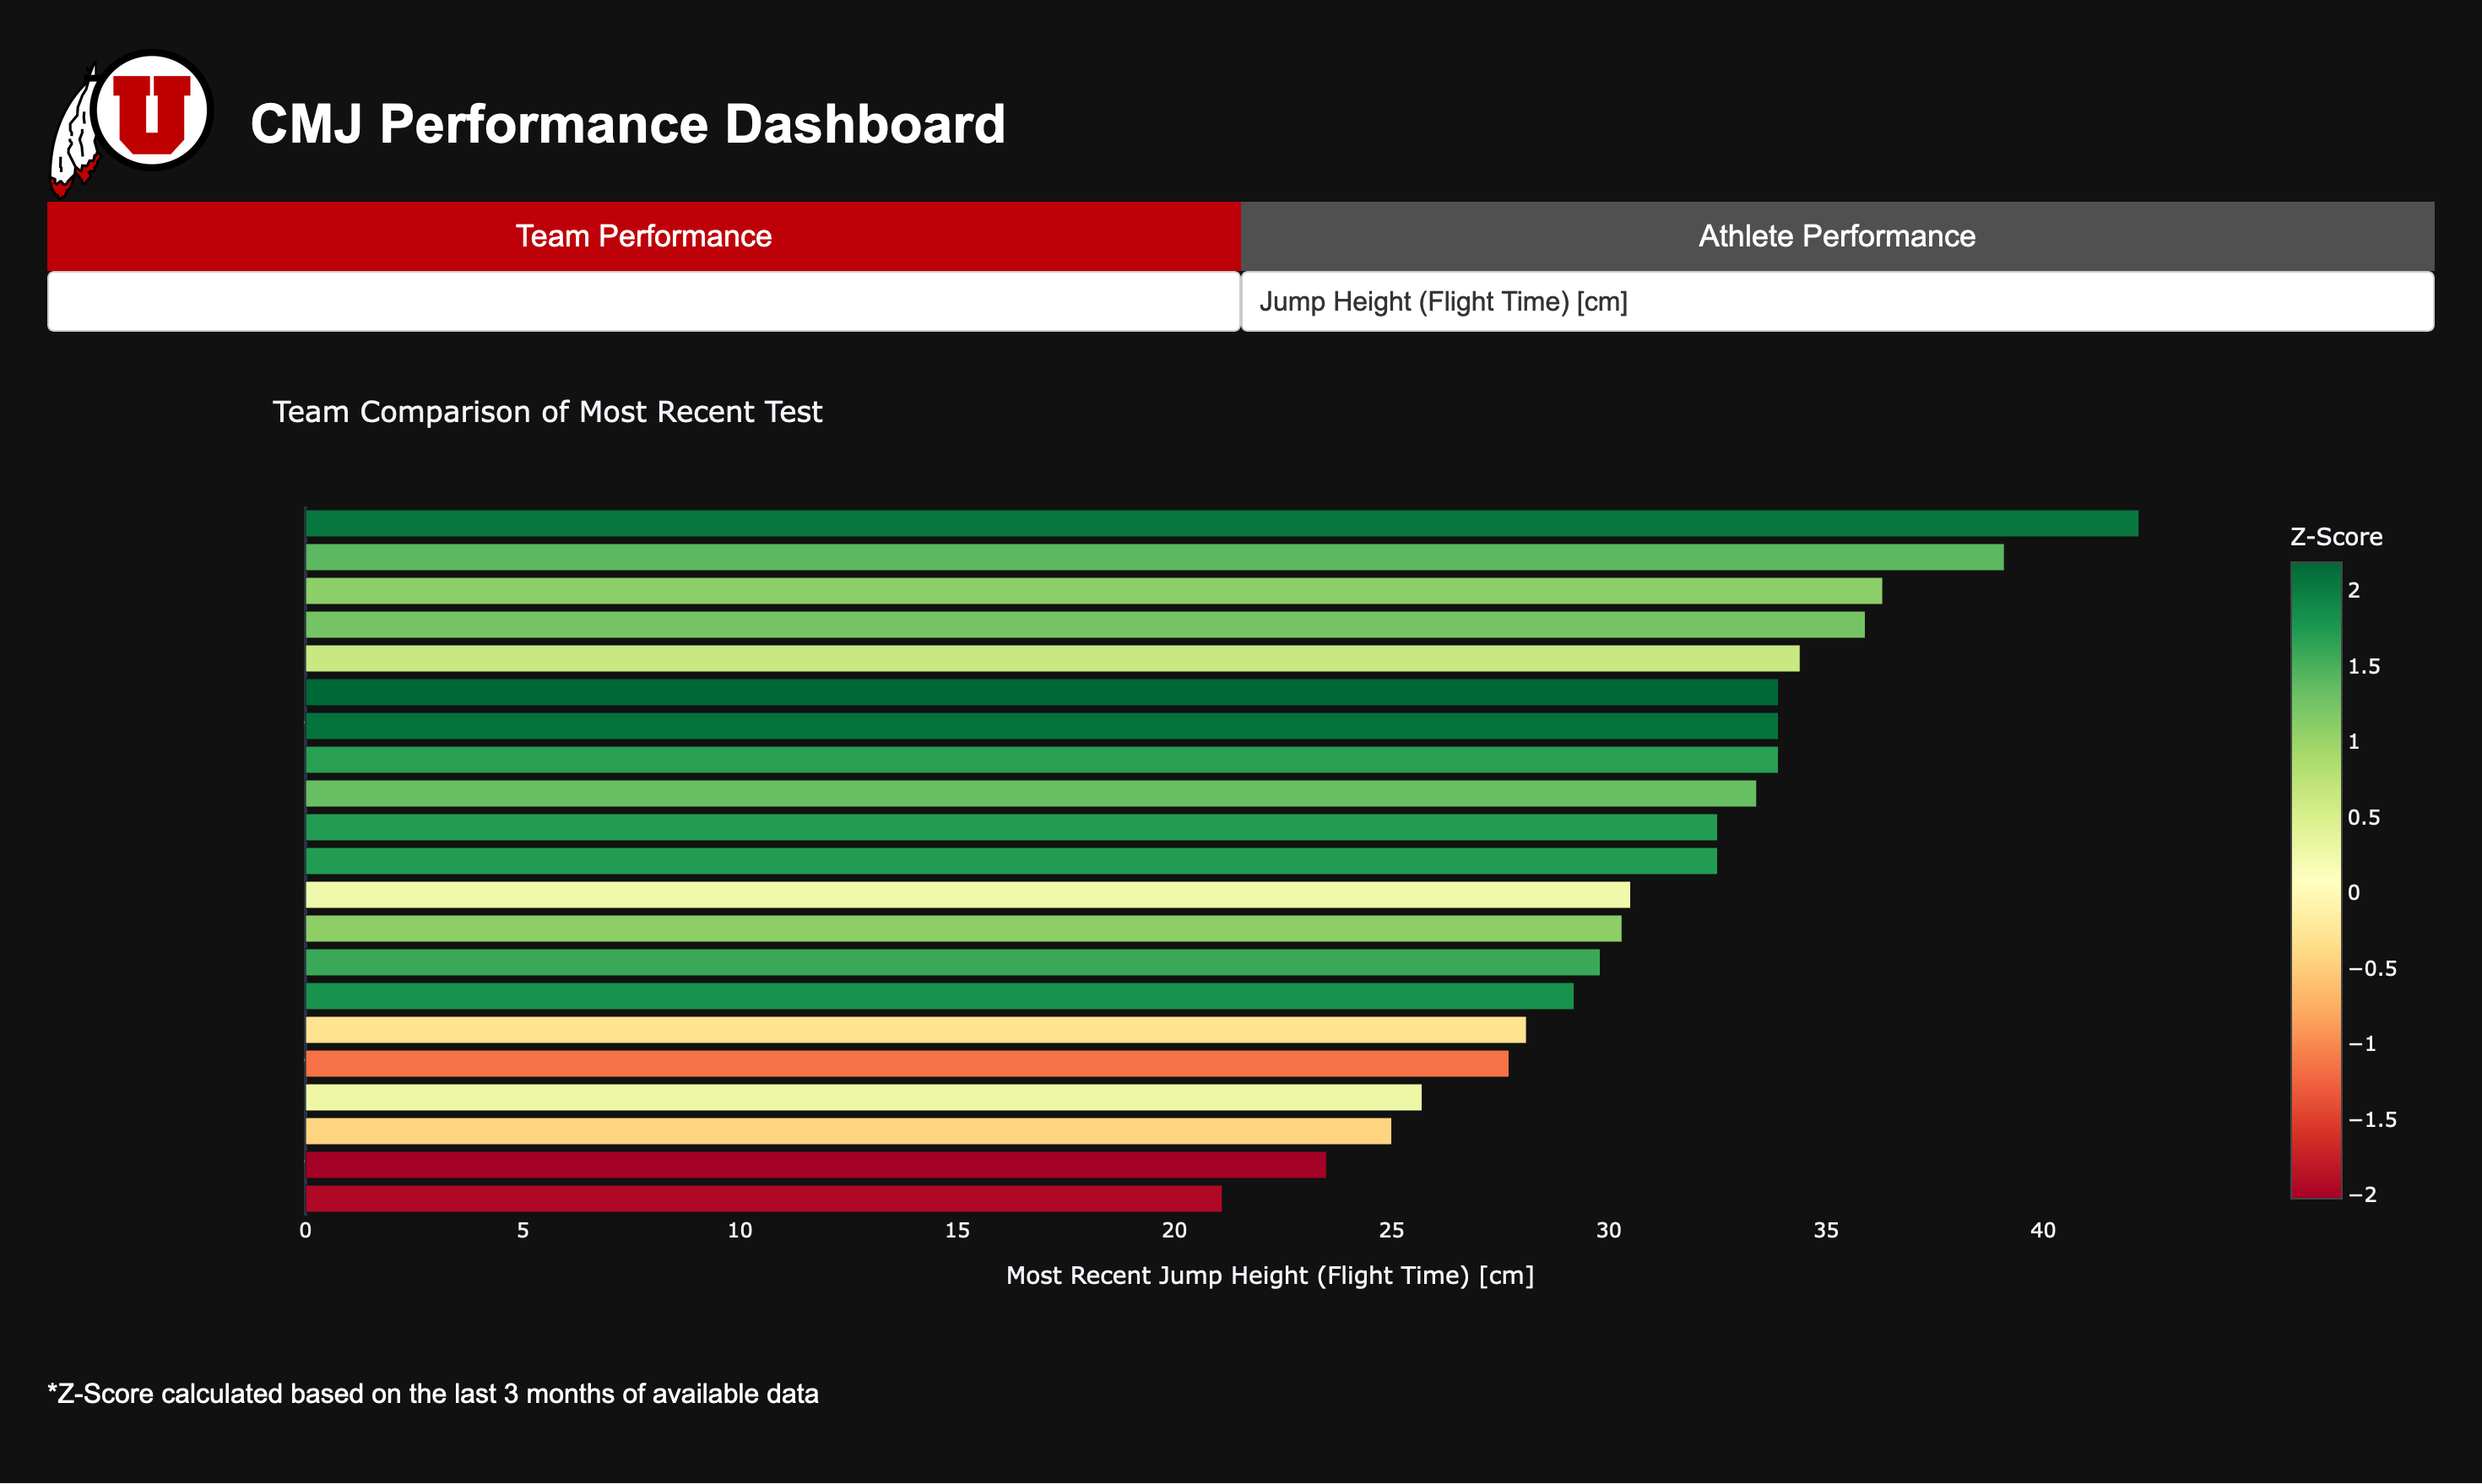 U
CMJ Performance Dashboard
Team Performance
Athlete Performance
Jump Height (Flight Time) [cm]
Team Comparison of Most Recent Test
Z-Score
2
1.5
1
0.5
0
−0.5
−1
−1.5
−2
0 5 10 15 20 25 30 35 40
Most Recent Jump Height (Flight Time) [cm]
*Z-Score calculated based on the last 3 months of available data